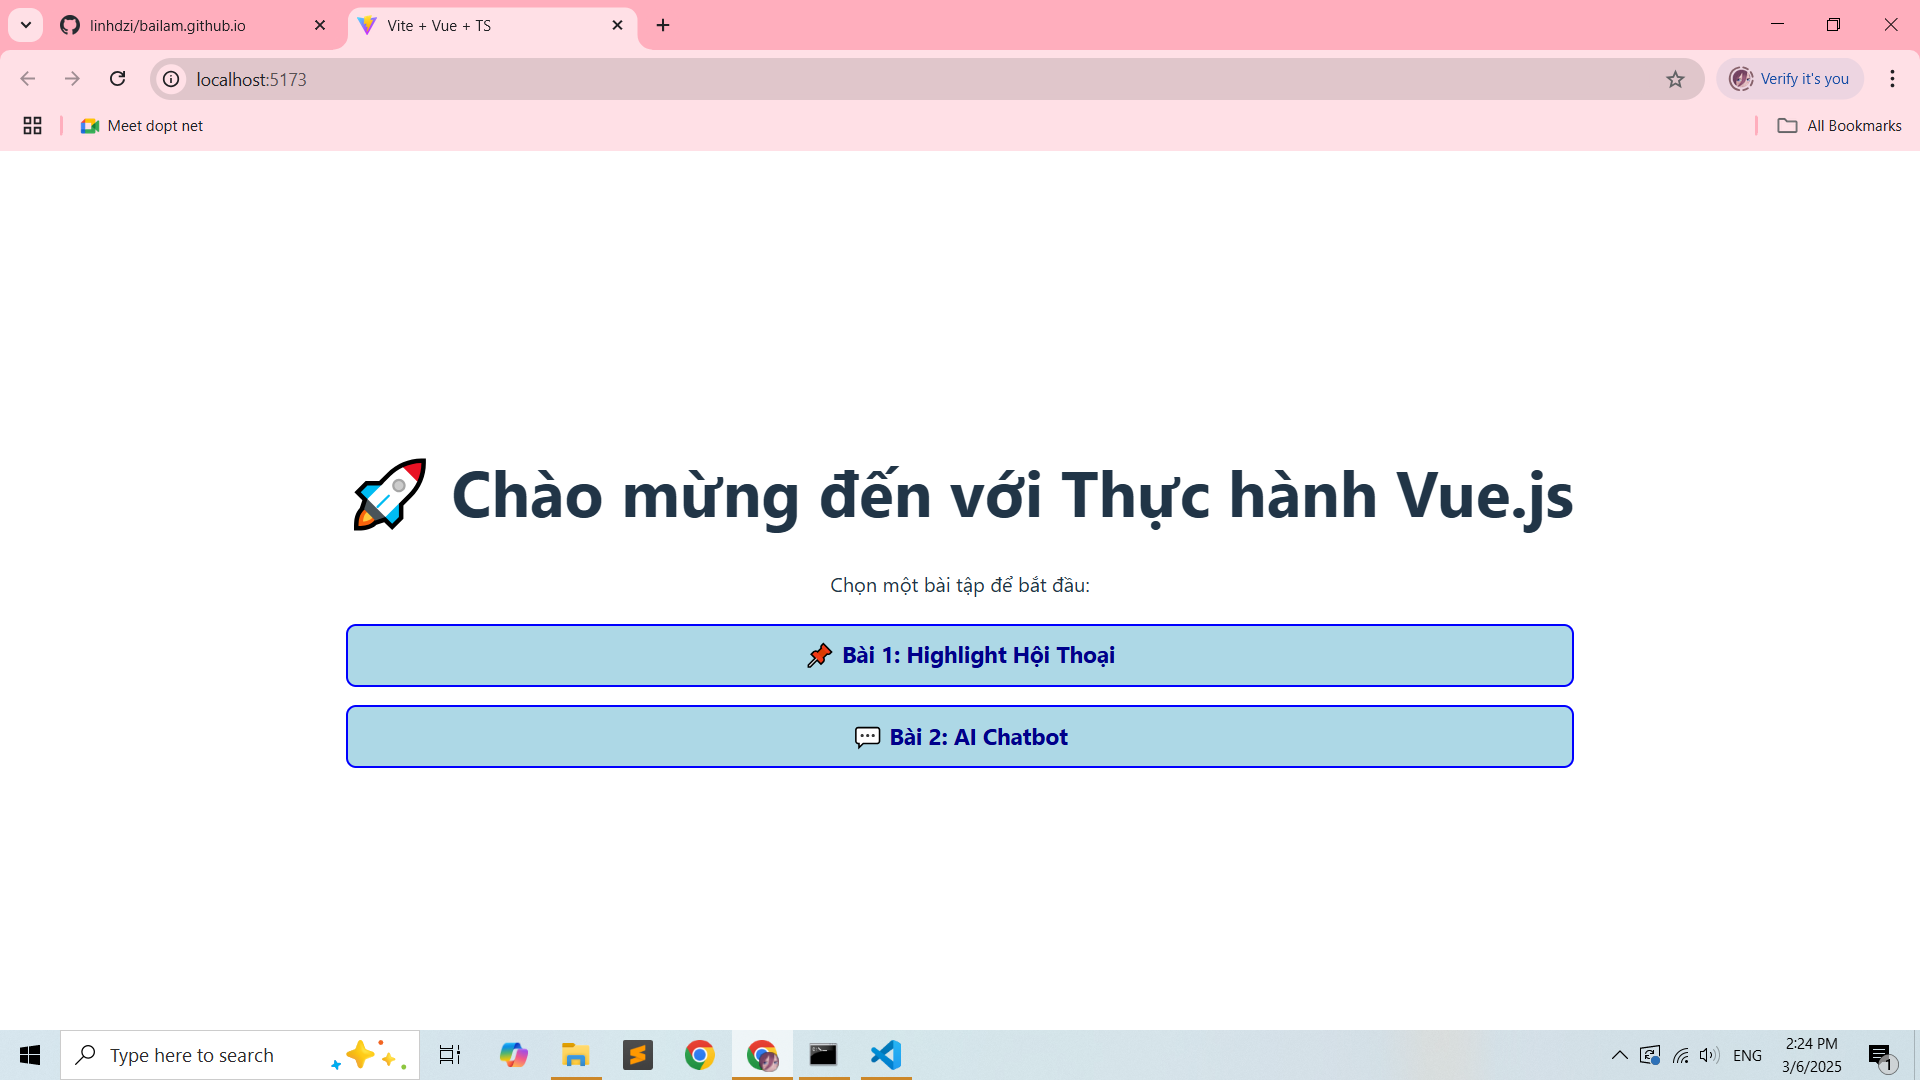 linhdzi/bailam.github.io
Vite + Vue + TS
localhost:5173
Verify it's you
Meet dopt net
All Bookmarks
🚀 Chào mừng đến với Thực hành Vue.js
Chọn một bài tập để bắt đầu:
📌 Bài 1: Highlight Hội Thoại
💬 Bài 2: AI Chatbot
Type here to search
ENG
2:24 PM
3/6/2025
1